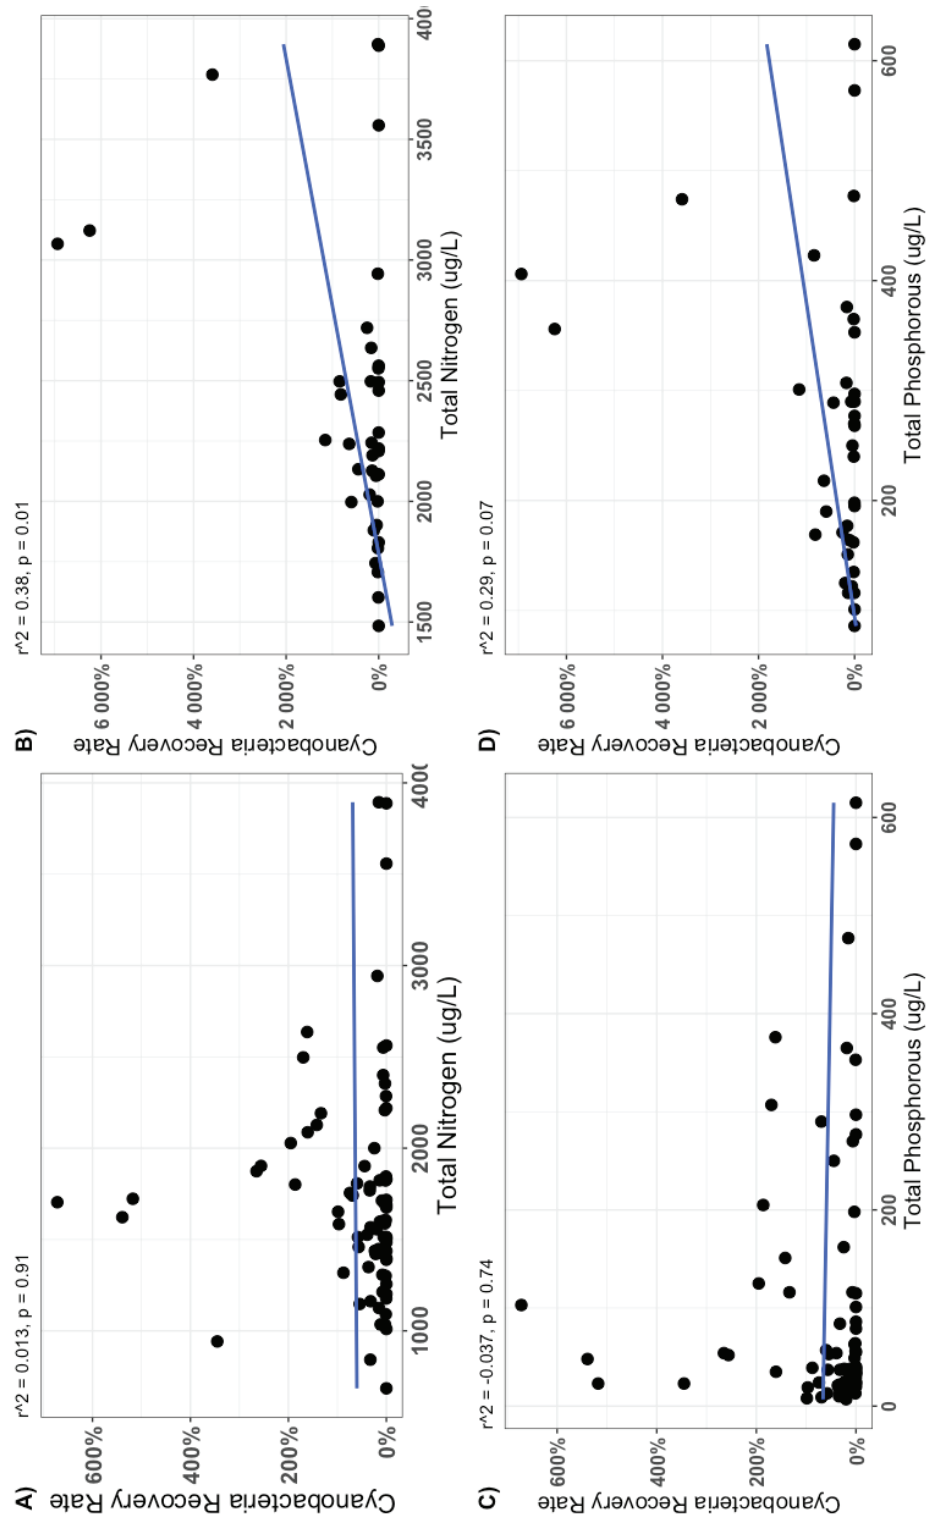 A)
r^2 = 0.013, p = 0.91
Cyanobacteria Recovery Rate
600%
400%
200%
0%
1000
2000
3000
400
Total Nitrogen (ug/L)
B)
r^2 = 0.38, p = 0.01
Cyanobacteria Recovery Rate
6 000%
4 000%
2 000%
0%
1500
2000
2500
3000
3500
400
Total Nitrogen (ug/L)
C)
r^2 = -0.037, p = 0.74
Cyanobacteria Recovery Rate
600%
400%
200%
0%
0
200
400
600
Total Phosphorous (ug/L)
D)
r^2 = 0.29, p = 0.07
Cyanobacteria Recovery Rate
6 000%
4 000%
2 000%
0%
200
400
600
Total Phosphorous (ug/L)